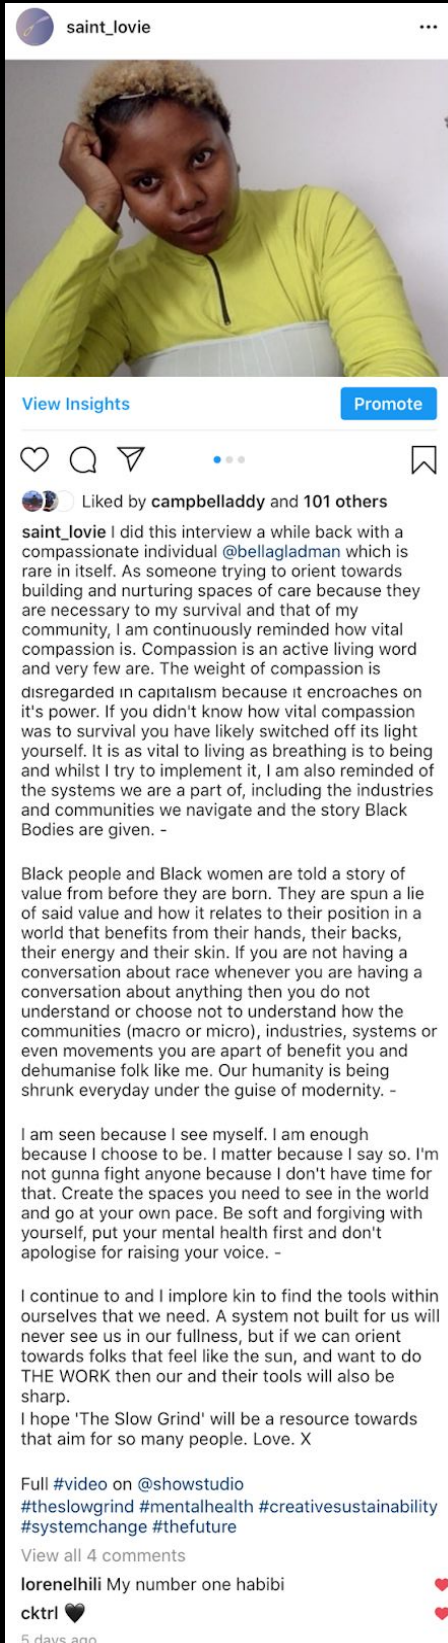 saint_lovie
View Insights
Promote
Liked by campbelladdy and 101 others
saint_lovie I did this interview a while back with a
compassionate individual @bellagladman which is
rare in itself. As someone trying to orient towards
building and nurturing spaces of care because they
are necessary to my survival and that of my
community, I am continuously reminded how vital
compassion is. Compassion is an active living word
and very few are. The weight of compassion is
disregarded in capitalism because it encroaches on
it's power. If you didn't know how vital compassion
was to survival you have likely switched off its light
yourself. It is as vital to living as breathing is to being
and whilst I try to implement it, I am also reminded of
the systems we are a part of, including the industries
and communities we navigate and the story Black
Bodies are given. -
Black people and Black women are told a story of
value from before they are born. They are spun a lie
of said value and how it relates to their position in a
world that benefits from their hands, their backs,
their energy and their skin. If you are not having a
conversation about race whenever you are having a
conversation about anything then you do not
understand or choose not to understand how the
communities (macro or micro), industries, systems or
even movements you are apart of benefit you and
dehumanise folk like me. Our humanity is being
shrunk everyday under the guise of modernity. -
I am seen because I see myself. I am enough
because I choose to be. I matter because I say so. I'm
not gunna fight anyone because I don't have time for
that. Create the spaces you need to see in the world
and go at your own pace. Be soft and forgiving with
yourself, put your mental health first and don't
apologise for raising your voice. -
I continue to and I implore kin to find the tools within
ourselves that we need. A system not built for us will
never see us in our fullness, but if we can orient
towards folks that feel like the sun, and want to do
THE WORK then our and their tools will also be
sharp.
I hope 'The Slow Grind' will be a resource towards
that aim for so many people. Love. X
Full #video on @showstudio
#theslowgrind #mentalhealth #creativesustainability
#systemchange #thefuture
View all 4 comments
lorenelhili My number one habibi
cktrl 🖤
5 days ago